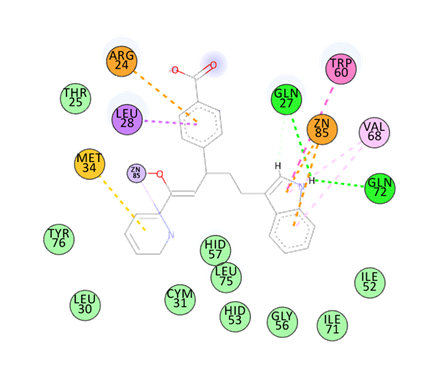 ARG
24
TRP
60
O
O
THR
25
GLN
27
LEU
28
ZN
85
VAL
68
MET
34
H
ZN
85
O
N
H
GLN
72
N
TYR
76
HID
57
LEU
75
ILE
52
LEU
30
CYM
31
HID
53
GLY
56
ILE
71